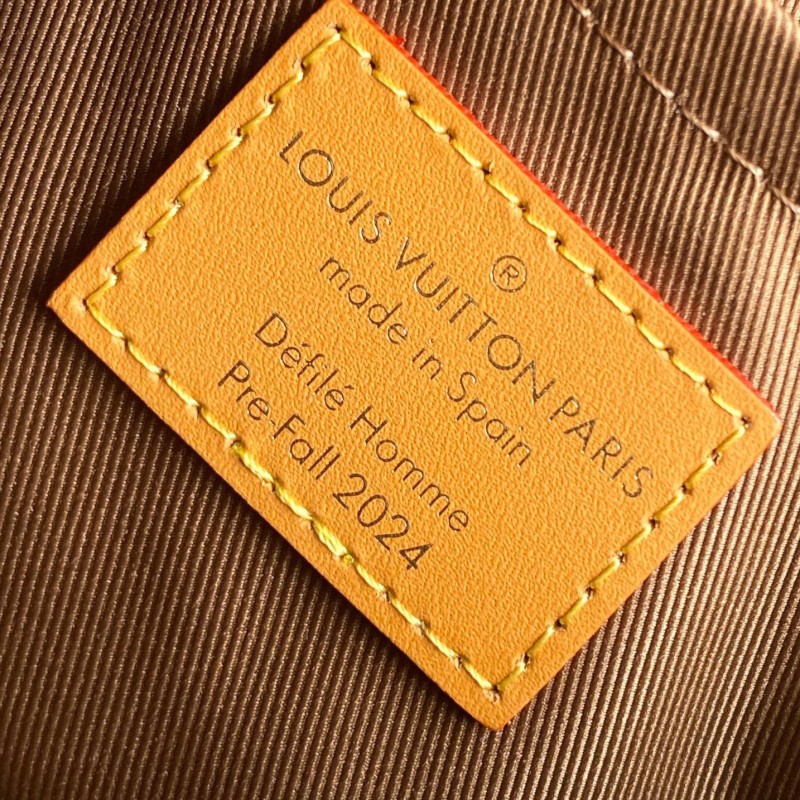 ®
LOUIS VUITTON PARIS
made in Spain
Défilé Homme
Pre-Fall 2024